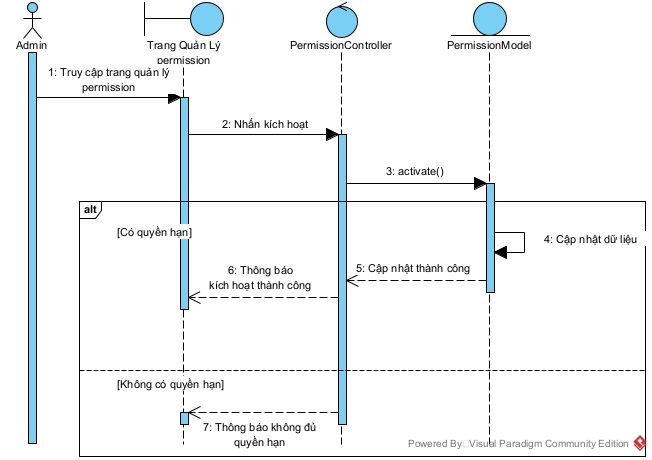 Admin
Trang Quản Lý
permission
PermissionController
PermissionModel
1: Truy cập trang quản lý
permission
2: Nhấn kích hoạt
3: activate()
alt
[Có quyền hạn]
4: Cập nhật dữ liệu
5: Cập nhật thành công
6: Thông báo
kích hoạt thành công
[Không có quyền hạn]
7: Thông báo không đủ
quyền hạn
Powered By Visual Paradigm Community Edition